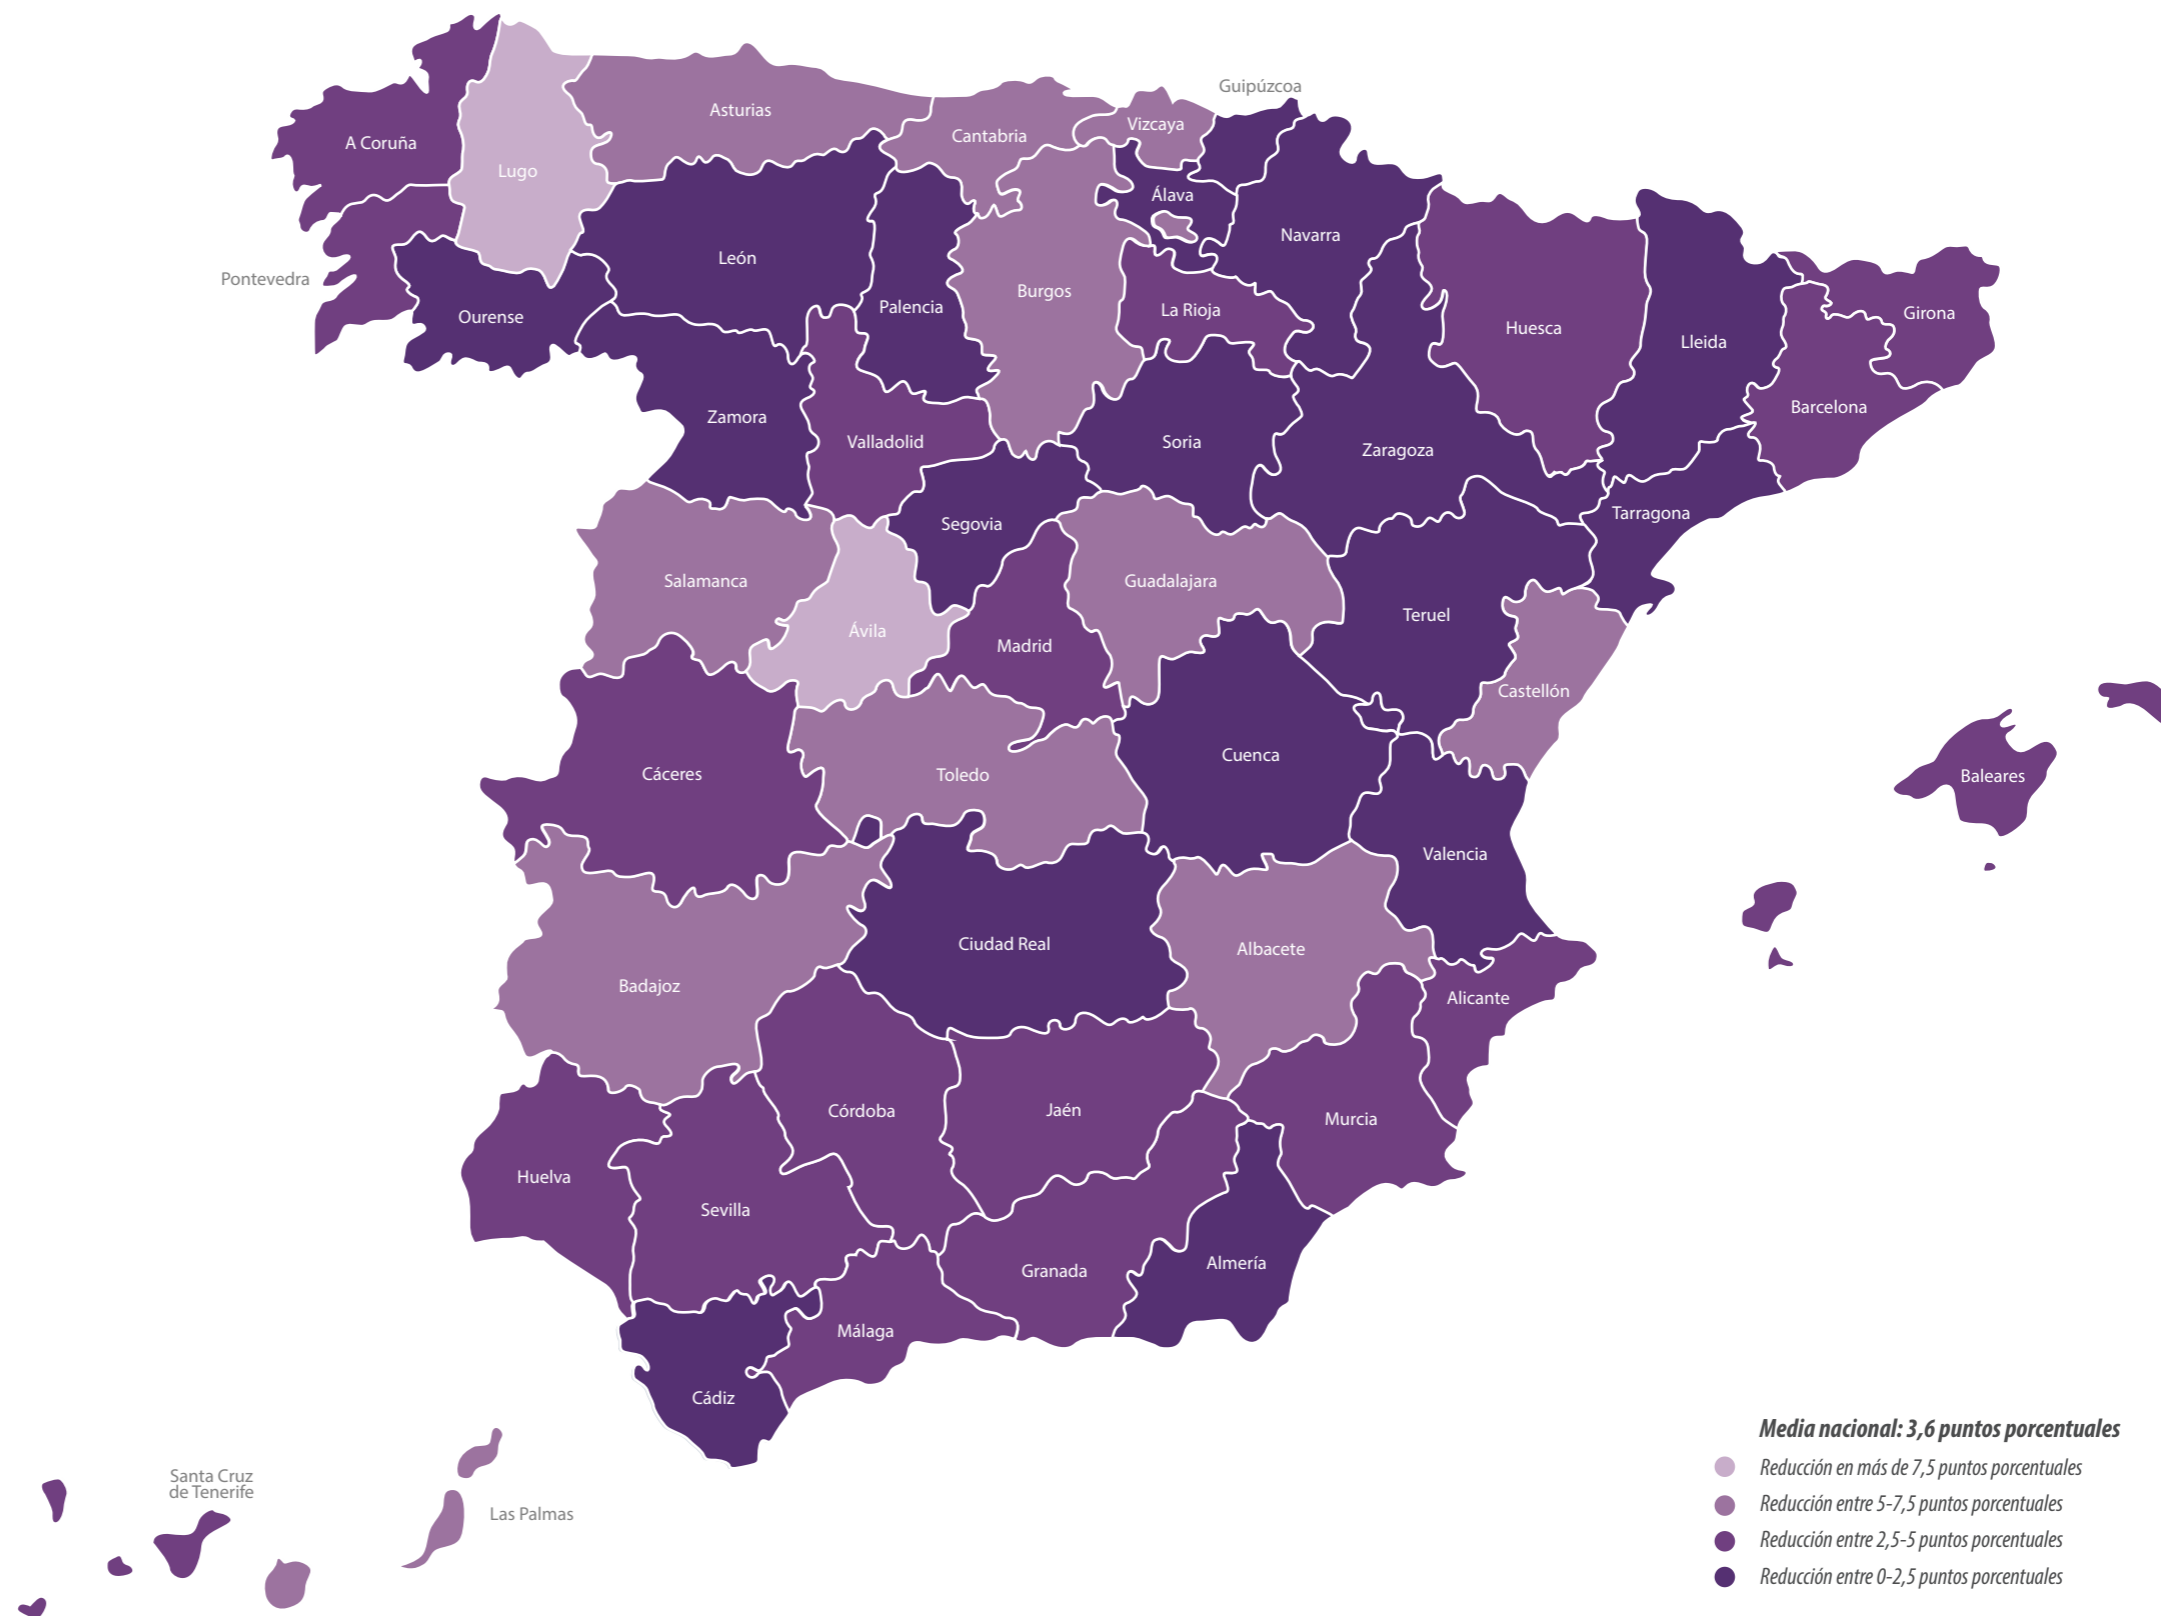 Guipúzcoa
Asturias
Vizcaya
Cantabria
A Coruña
Lugo
Álava
Navarra
León
Pontevedra
Burgos
Palencia
La Rioja
Girona
Ourense
Huesca
Lleida
Barcelona
Zamora
Valladolid
Soria
Zaragoza
Tarragona
Segovia
Salamanca
Guadalajara
Teruel
Ávila
Madrid
Castellón
Cuenca
Cáceres
Toledo
Baleares
Valencia
Ciudad Real
Albacete
Badajoz
Alicante
Córdoba
Jaén
Murcia
Huelva
Sevilla
Almería
Granada
Málaga
Cádiz
Santa Cruz
de Tenerife
Las Palmas
Media nacional: 3,6 puntos porcentuales
Reducción en más de 7,5 puntos porcentuales
Reducción entre 5-7,5 puntos porcentuales
Reducción entre 2,5-5 puntos porcentuales
Reducción entre 0-2,5 puntos porcentuales